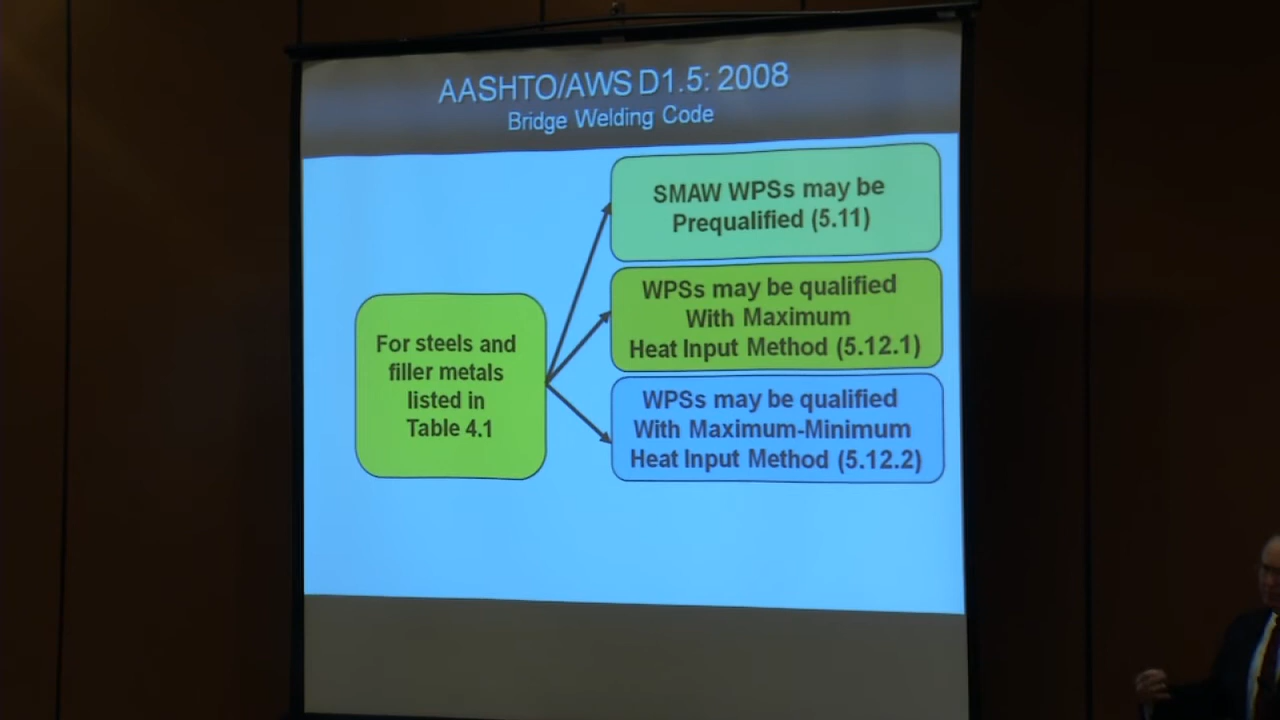 AASHTO/AWS D1.5: 2008
Bridge Welding Code
For steels and
filler metals
listed in
Table 4.1
SMAW WPSs may be
Prequalified (5.11)
WPSs may be qualified
With Maximum
Heat Input Method (5.12.1)
WPSs may be qualified
With Maximum-Minimum
Heat Input Method (5.12.2)